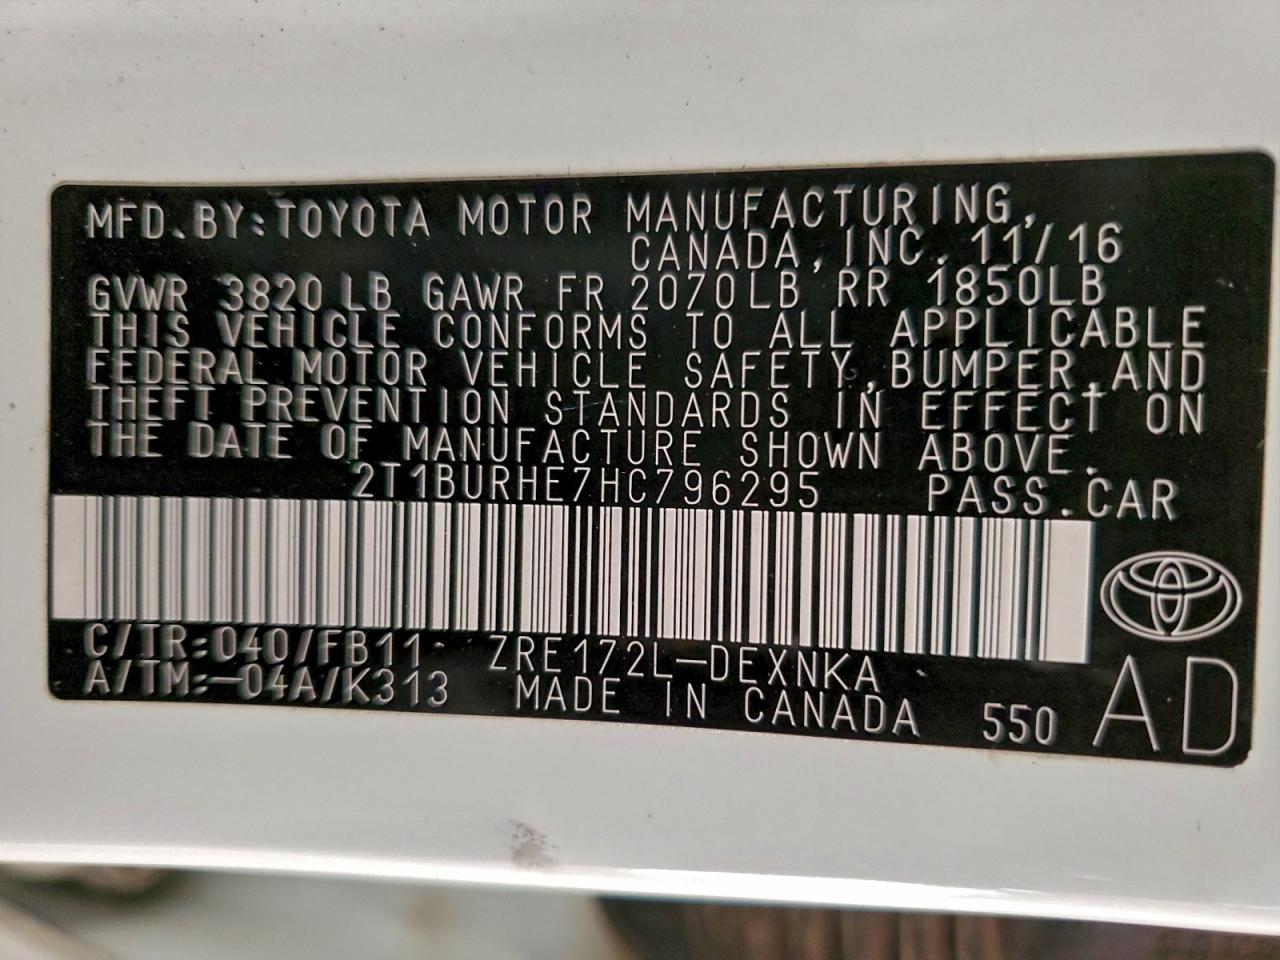 MFD.BY:TOYOTA MOTOR MANUFACTURING,
CANADA, INC. 11/16
GVWR 3820 LB GAWR FR 2070LB RR 1850LB
THIS VEHICLE CONFORMS TO ALL APPLICABLE
FEDERAL MOTOR VEHICLE SAFETY, BUMPER, AND
THEFT PREVENTION STANDARDS IN EFFECT ON
THE DATE OF MANUFACTURE SHOWN ABOVE.
2T1BURHE7HC796295 PASS.CAR
C/TR:040/FB11 ZRE172L-DEXNKA
A/TM:-04A/K313 MADE IN CANADA 550 AD